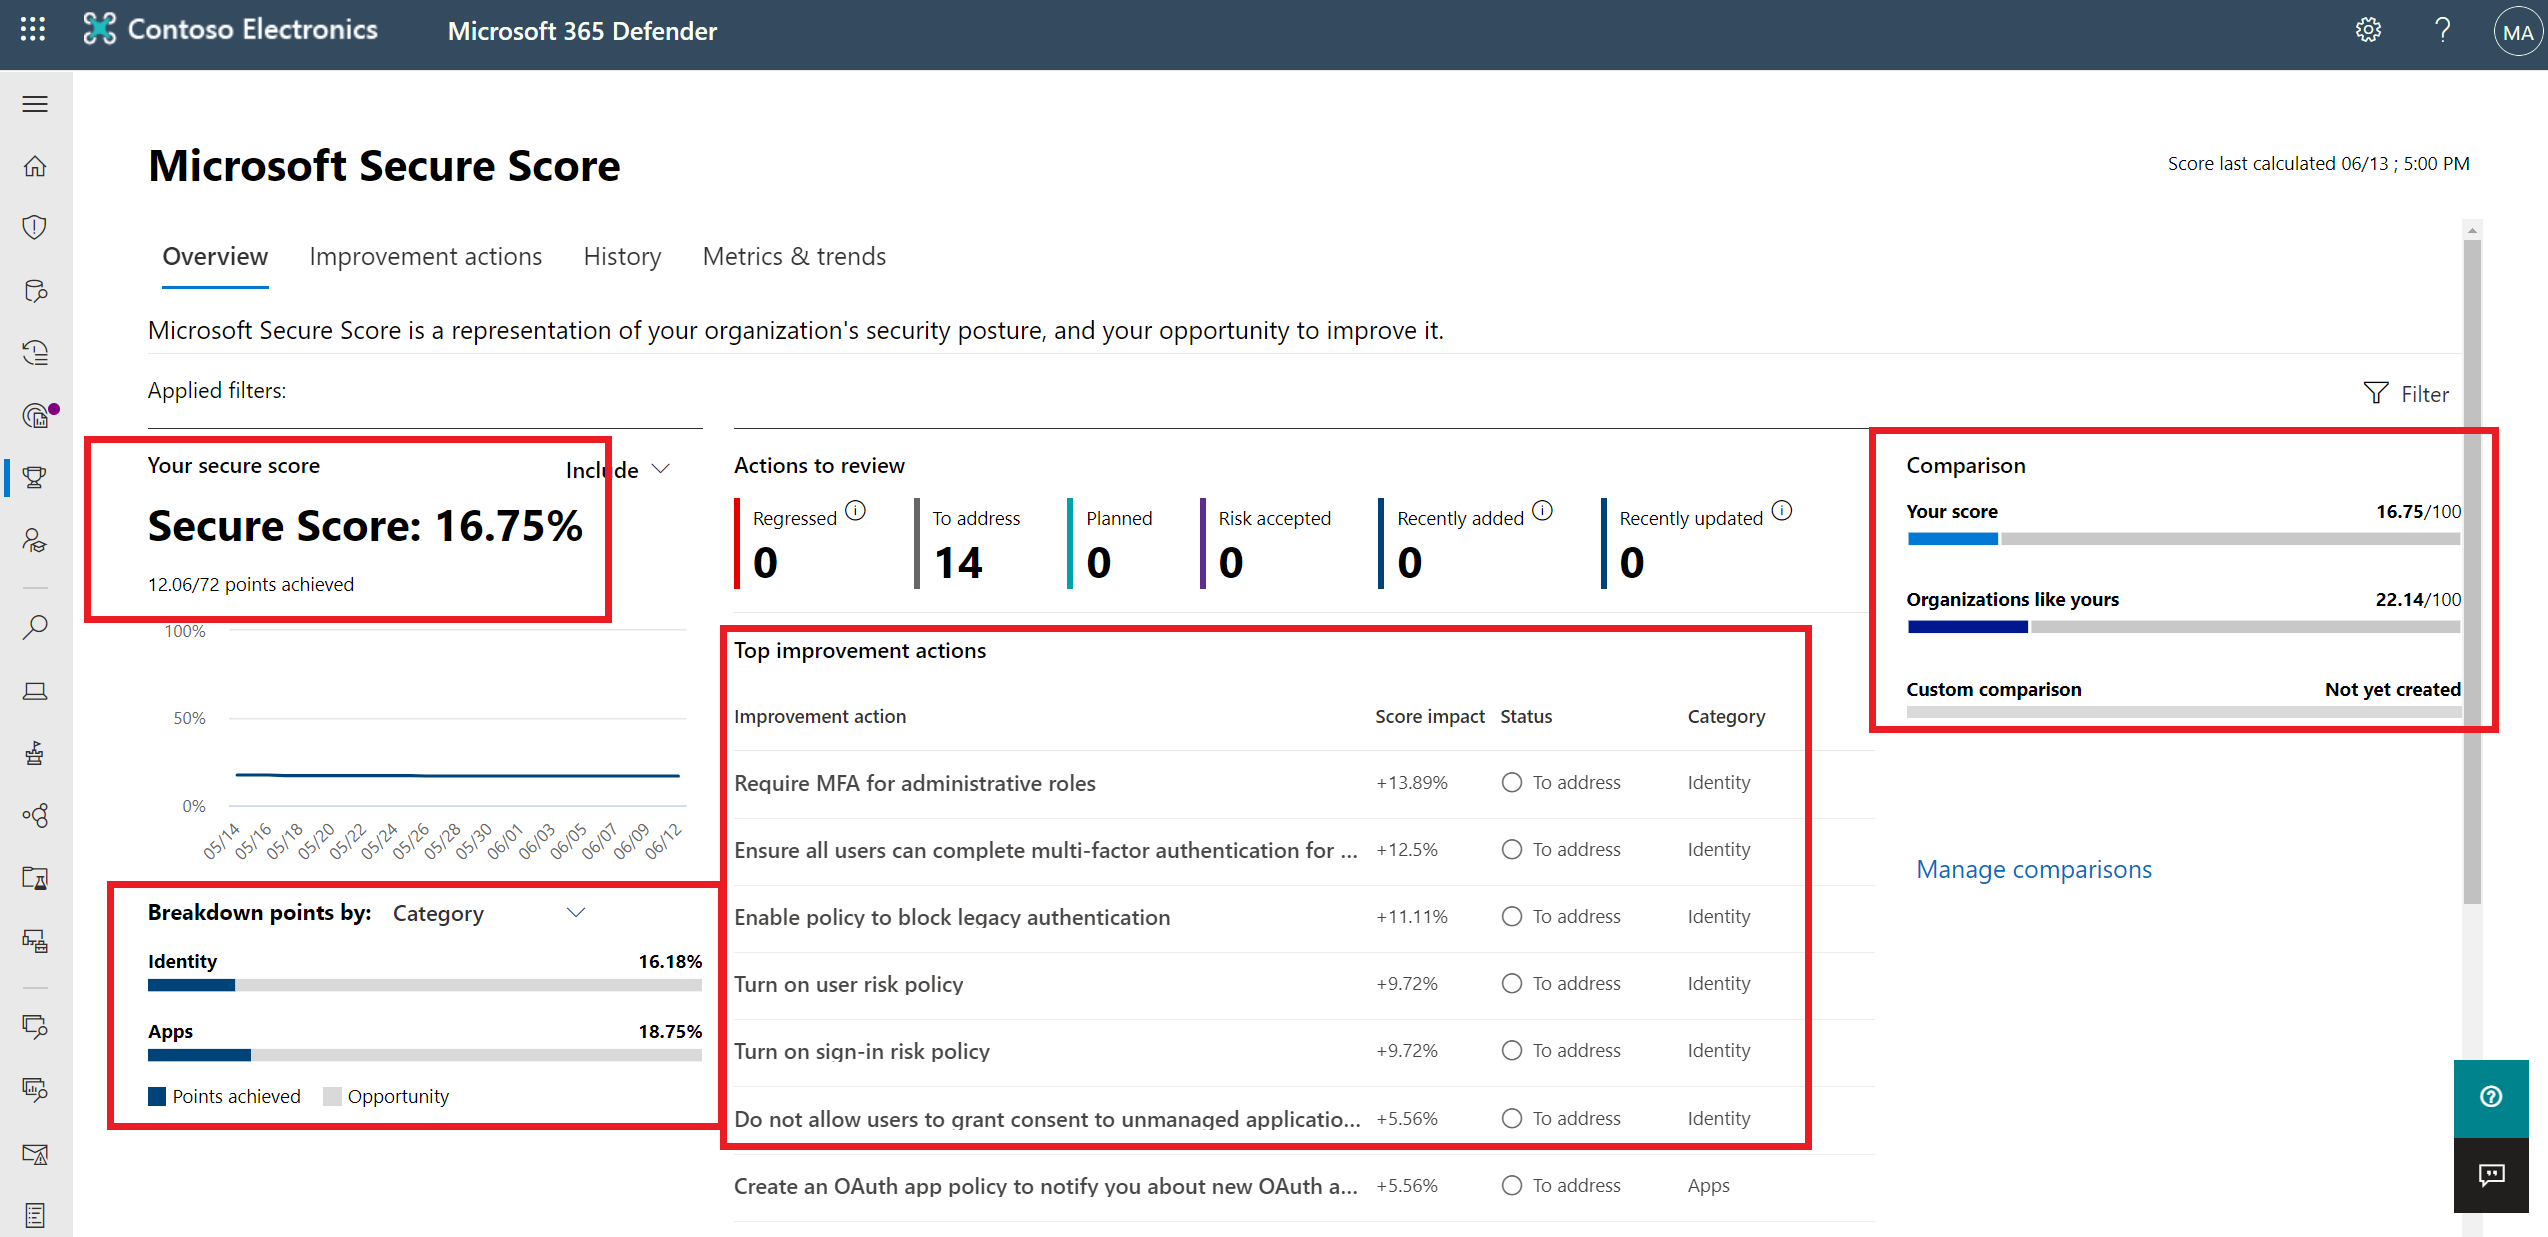 Contoso Electronics
Microsoft 365 Defender
MA
Microsoft Secure Score
Score last calculated 06/13 ; 5:00 PM
Overview
Improvement actions
History
Metrics & trends
Microsoft Secure Score is a representation of your organization's security posture, and your opportunity to improve it.
Applied filters:
Filter
Your secure score
Include
Secure Score: 16.75%
12.06/72 points achieved
100%
50%
0%
05/14 05/16 05/18 05/20 05/22 05/24 05/26 05/28 05/30 06/01 06/03 06/05 06/07 06/09 06/12
Breakdown points by: Category
Identity 16.18%
Apps 18.75%
Points achieved Opportunity
Actions to review
Regressed
0
To address
14
Planned
0
Risk accepted
0
Recently added
0
Recently updated
0
Top improvement actions
Improvement action Score impact Status Category
Require MFA for administrative roles +13.89% To address Identity
Ensure all users can complete multi-factor authentication for ... +12.5% To address Identity
Enable policy to block legacy authentication +11.11% To address Identity
Turn on user risk policy +9.72% To address Identity
Turn on sign-in risk policy +9.72% To address Identity
Do not allow users to grant consent to unmanaged applicatio... +5.56% To address Identity
Create an OAuth app policy to notify you about new OAuth a... +5.56% To address Apps
Comparison
Your score 16.75/100
Organizations like yours 22.14/100
Custom comparison Not yet created
Manage comparisons